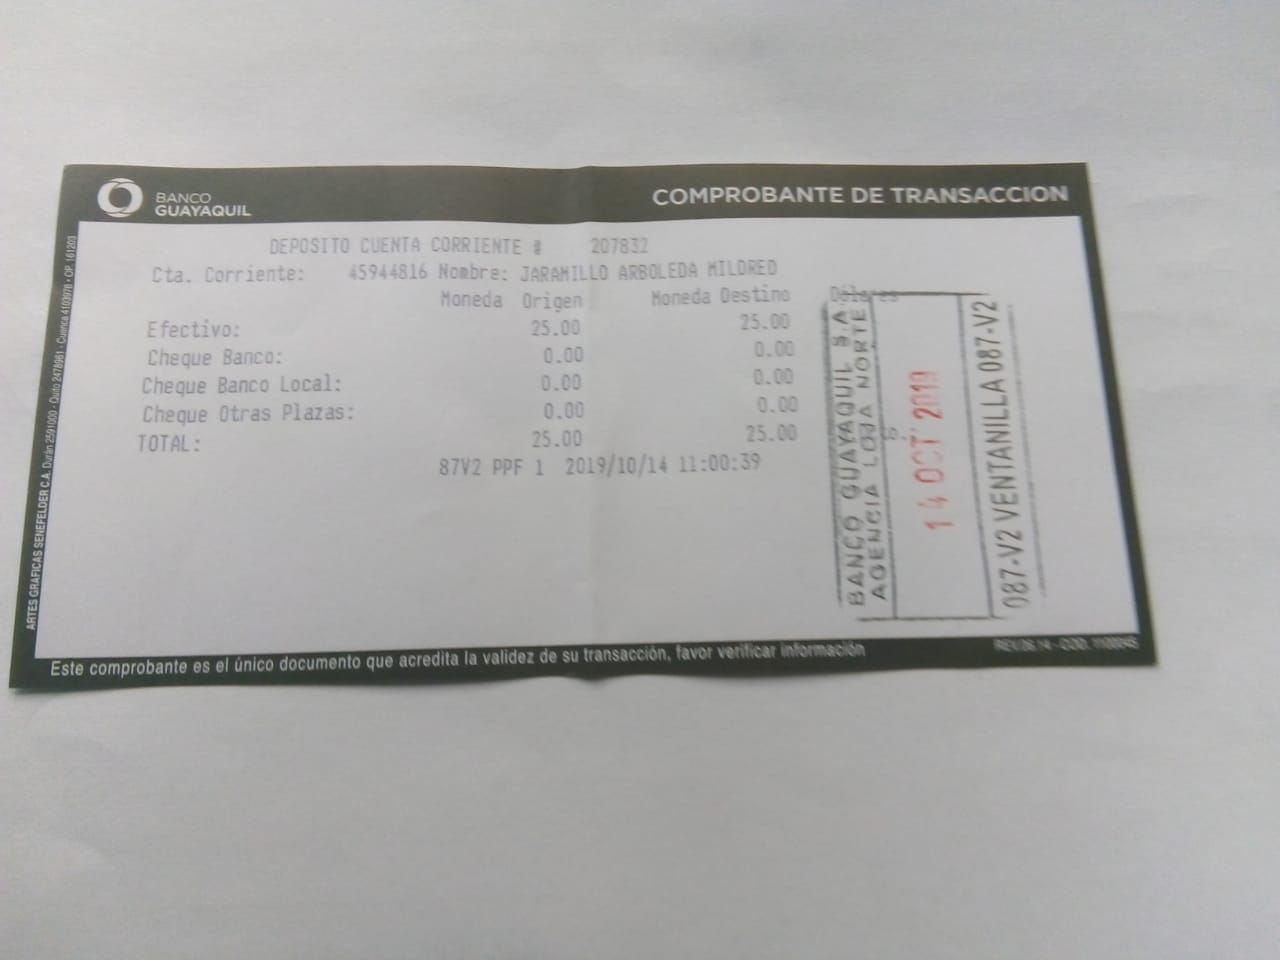 BANCO
GUAYAQUIL
COMPROBANTE DE TRANSACCION
DEPOSITO CUENTA CORRIENTE # 207832
Cta. Corriente: 45944816 Nombre: JARAMILLO ARBOLEDA MILDRED
Moneda Origen Moneda Destino Dólares
Efectivo: 25.00 25.00
Cheque Banco: 0.00 0.00
Cheque Banco Local: 0.00 0.00
Cheque Otras Plazas: 0.00 0.00
TOTAL: 25.00 25.00
87V2 PPF 1 2019/10/14 11:00:39
BANCO GUAYAQUIL S.A.
AGENCIA LOJA NORTE
14 OCT 2019
087-V2 VENTANILLA 087-V2
ARTES GRAFICAS SENEFELDER C.A. Durán 2591000 - Quito 2478961 - Cuenca 4103978 - OP. 161203
Este comprobante es el único documento que acredita la validez de su transacción, favor verificar información
REV.06.14 - COD.